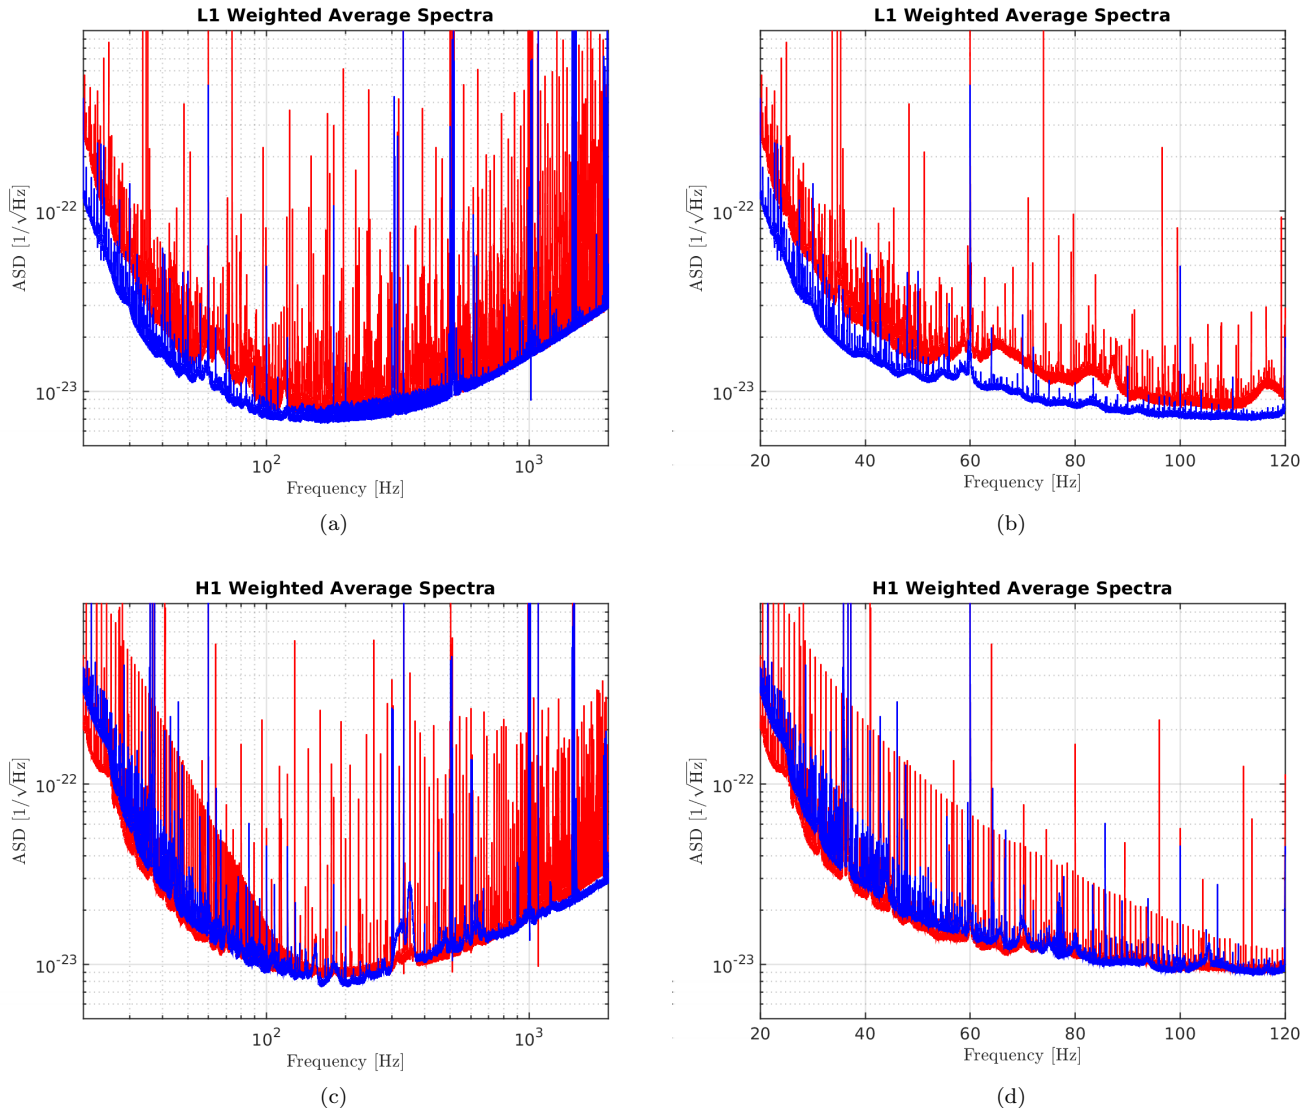 L1 Weighted Average Spectra
ASD [1/√Hz]
10^-22
10^-23
10^2
10^3
Frequency [Hz]
(a)
L1 Weighted Average Spectra
ASD [1/√Hz]
10^-22
10^-23
20
40
60
80
100
120
Frequency [Hz]
(b)
H1 Weighted Average Spectra
ASD [1/√Hz]
10^-22
10^-23
10^2
10^3
Frequency [Hz]
(c)
H1 Weighted Average Spectra
ASD [1/√Hz]
10^-22
10^-23
20
40
60
80
100
120
Frequency [Hz]
(d)